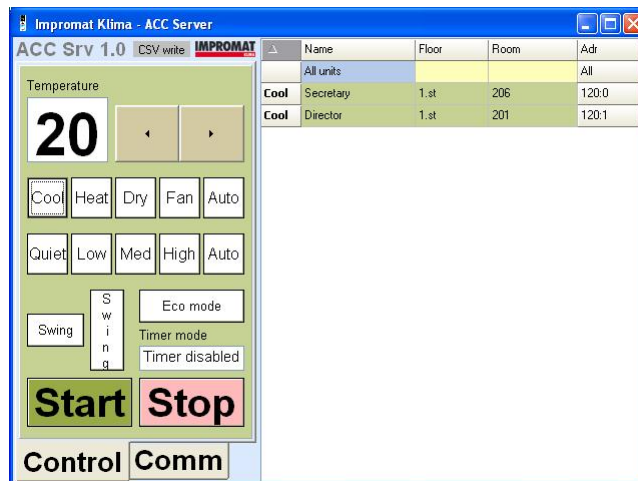 Impromat Klima - ACC Server
ACC Srv 1.0 CSV write IMPROMAT KLIMA
Name Floor Room Adr
All units All
Cool Secretary 1.st 206 120:0
Cool Director 1.st 201 120:1
Temperature
20
Cool Heat Dry Fan Auto
Quiet Low Med High Auto
Swing
Swing
Eco mode
Timer mode
Timer disabled
Start Stop
Control Comm